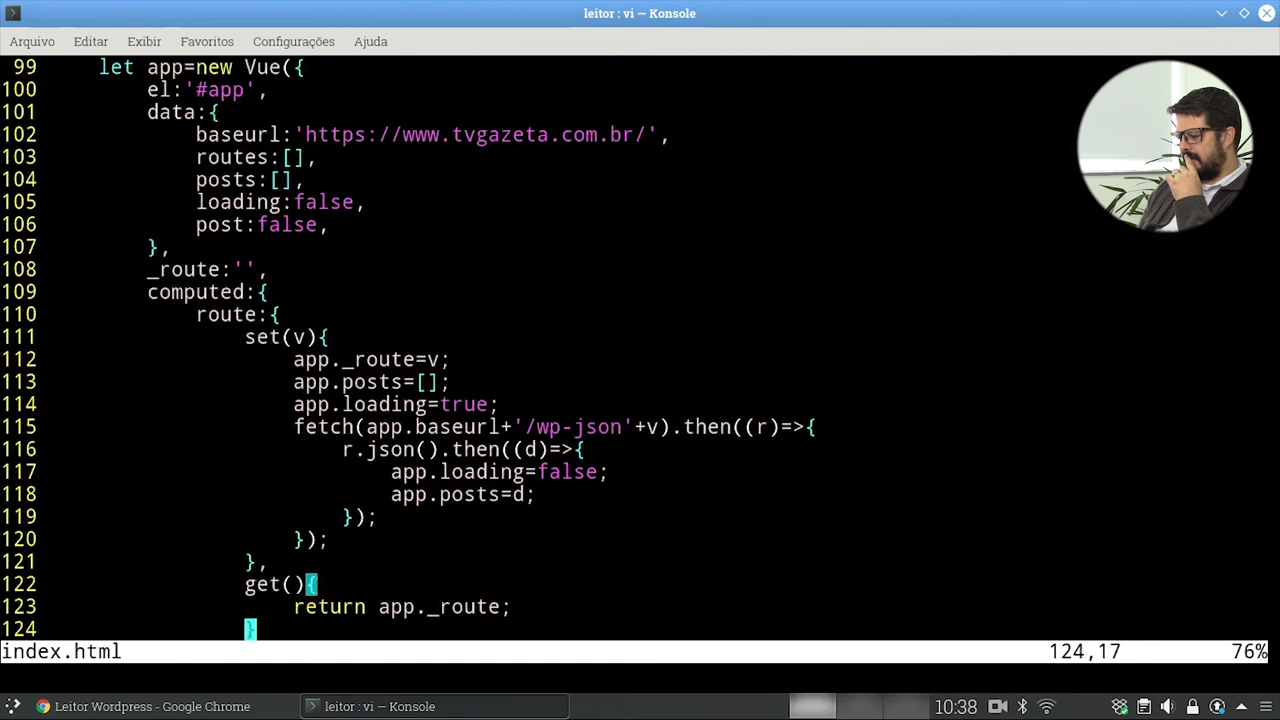 leitor : vi — Konsole
Arquivo Editar Exibir Favoritos Configurações Ajuda
99 let app=new Vue({
100 el:'#app',
101 data:{
102 baseurl:'https://www.tvgazeta.com.br/',
103 routes:[],
104 posts:[],
105 loading:false,
106 post:false,
107 },
108 _route:'',
109 computed:{
110 route:{
111 set(v){
112 app._route=v;
113 app.posts=[];
114 app.loading=true;
115 fetch(app.baseurl+'/wp-json'+v).then((r)=>{
116 r.json().then((d)=>{
117 app.loading=false;
118 app.posts=d;
119 });
120 });
121 },
122 get(){
123 return app._route;
124 }
index.html 124,17 76%
Leitor Wordpress - Google Chrome leitor : vi — Konsole 10:38